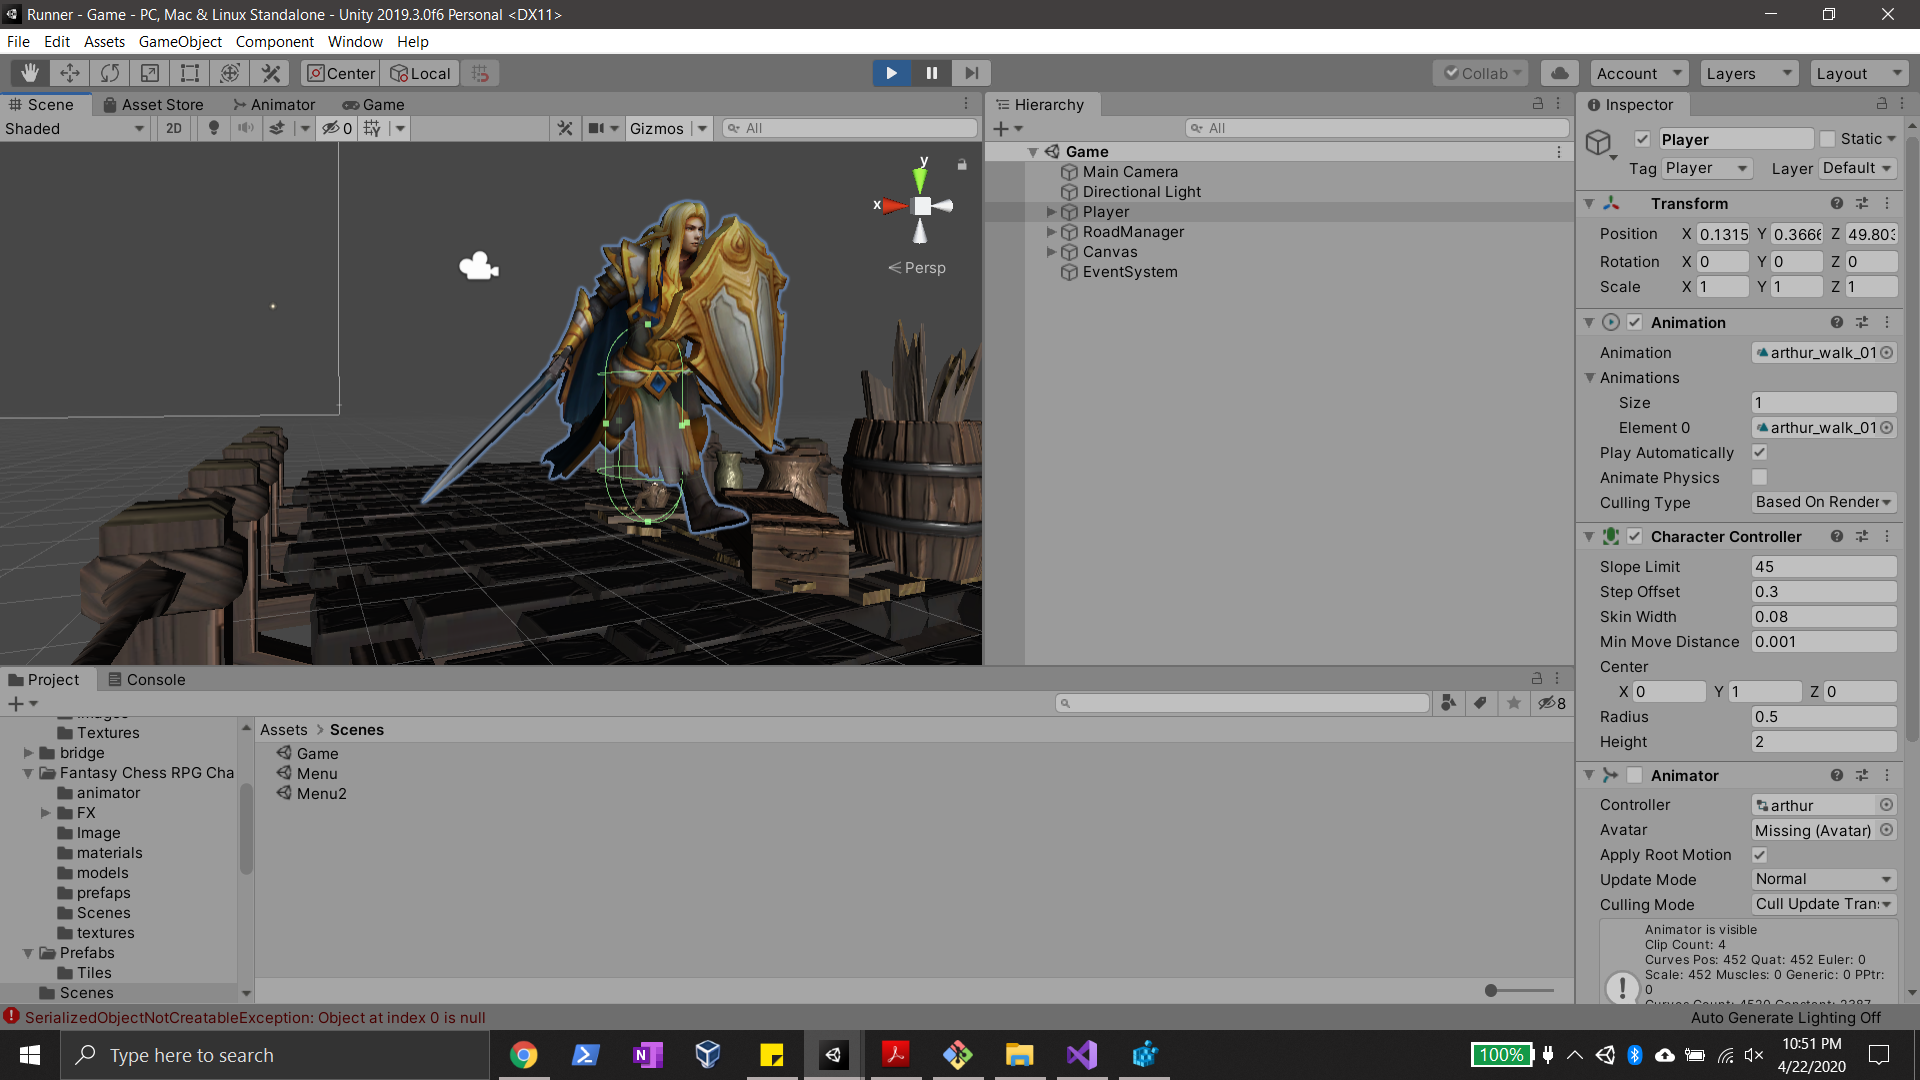 Runner - Game - PC, Mac & Linux Standalone - Unity 2019.3.0f6 Personal <DX11>
File Edit Assets GameObject Component Window Help
Center Local Collab Account Layers Layout
Scene Asset Store Animator Game
Shaded 2D 0 Gizmos All
y
x
Persp
Hierarchy
All
Game
Main Camera
Directional Light
Player
RoadManager
Canvas
EventSystem
Inspector
Player Static
Tag Player Layer Default
Transform
Position X 0.1315 Y 0.3666 Z 49.803
Rotation X 0 Y 0 Z 0
Scale X 1 Y 1 Z 1
Animation
Animation arthur_walk_01
Animations
Size 1
Element 0 arthur_walk_01
Play Automatically
Animate Physics
Culling Type Based On Render
Character Controller
Slope Limit 45
Step Offset 0.3
Skin Width 0.08
Min Move Distance 0.001
Center
X 0 Y 1 Z 0
Radius 0.5
Height 2
Animator
Controller arthur
Avatar Missing (Avatar)
Apply Root Motion
Update Mode Normal
Culling Mode Cull Update Trans
Animator is visible
Clip Count: 4
Curves Pos: 452 Quat: 452 Euler: 0
Scale: 452 Muscles: 0 Generic: 0 PPtr:
0
Curves Count: 4520 Constant: 2387
Project Console
8
Images
Textures
bridge
Fantasy Chess RPG Cha
animator
FX
Image
materials
models
prefaps
Scenes
textures
Prefabs
Tiles
Scenes
Assets > Scenes
Game
Menu
Menu2
SerializedObjectNotCreatableException: Object at index 0 is null
Auto Generate Lighting Off
Type here to search
100%
10:51 PM
4/22/2020